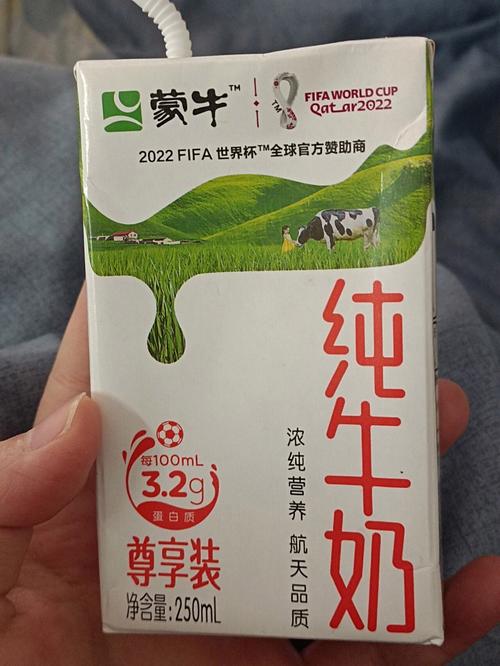 蒙牛™
FIFA WORLD CUP
Qatar2022
TM
2022 FIFA 世界杯™全球官方赞助商
纯牛奶
浓纯营养 航天品质
每100mL
3.2g
蛋白质
尊享装
净含量:250mL